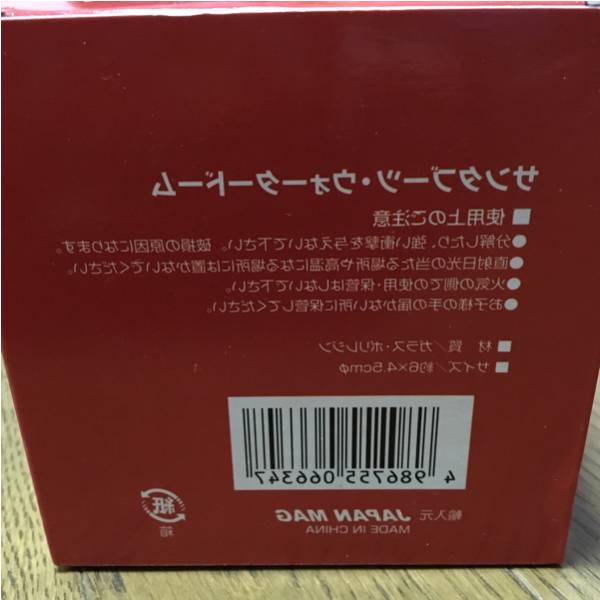 サンタブーツ・ウォータードーム
■使用上のご注意
●分解したり、強い衝撃を与えないで下さい。破損の原因になります。
●直射日光の当たる場所や高温になる場所には置かないでください。
●火気の側での使用・保管はしないで下さい。
●お子様の手の届かない所に保管してください。
■材 質／ガラス・ポリレジン
■サイズ／約6×4.5cmφ
4 986755 066347
輸入元 JAPAN MAG
MADE IN CHINA
紙
箱